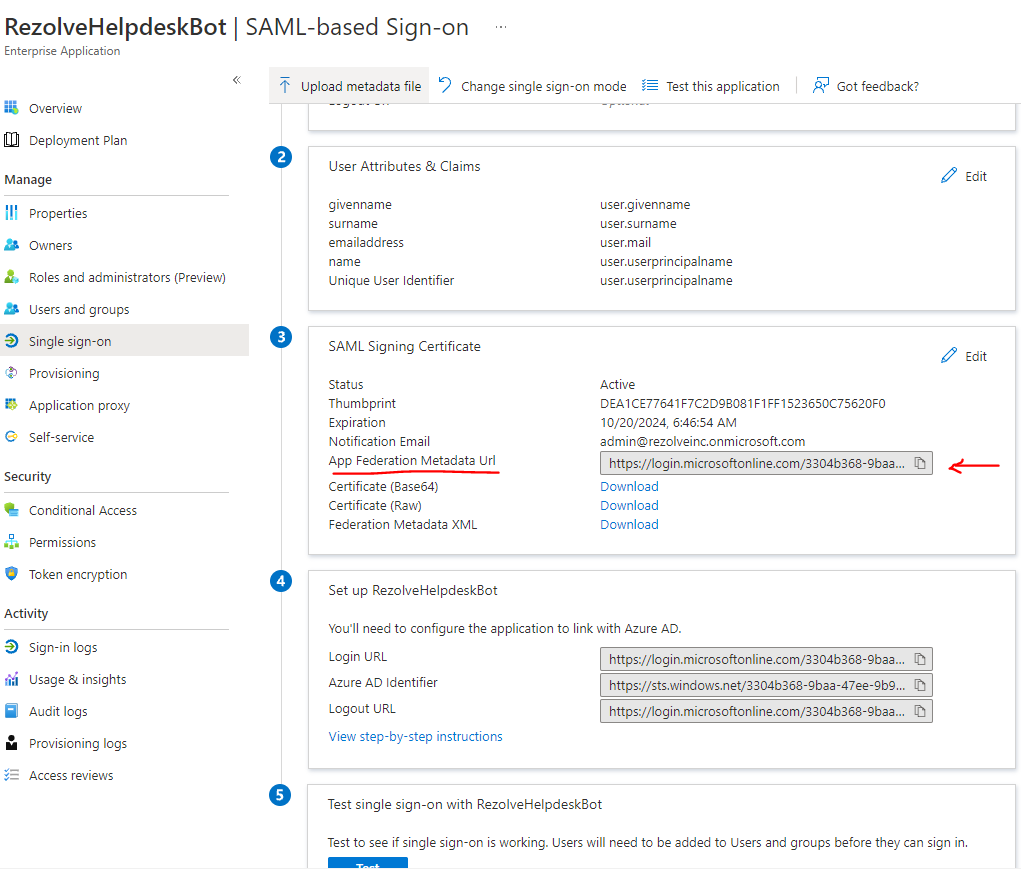 RezolveHelpdeskBot | SAML-based Sign-on ...
Enterprise Application
«
Overview
Deployment Plan
Manage
Properties
Owners
Roles and administrators (Preview)
Users and groups
Single sign-on
Provisioning
Application proxy
Self-service
Security
Conditional Access
Permissions
Token encryption
Activity
Sign-in logs
Usage & insights
Audit logs
Provisioning logs
Access reviews
Upload metadata file Change single sign-on mode Test this application Got feedback?
2
User Attributes & Claims
Edit
givenname user.givenname
surname user.surname
emailaddress user.mail
name user.userprincipalname
Unique User Identifier user.userprincipalname
3
SAML Signing Certificate
Edit
Status Active
Thumbprint DEA1CE77641F7C2D9B081F1FF1523650C75620F0
Expiration 10/20/2024, 6:46:54 AM
Notification Email admin@rezolveinc.onmicrosoft.com
App Federation Metadata Url https://login.microsoftonline.com/3304b368-9baa...
Certificate (Base64) Download
Certificate (Raw) Download
Federation Metadata XML Download
4
Set up RezolveHelpdeskBot
You'll need to configure the application to link with Azure AD.
Login URL https://login.microsoftonline.com/3304b368-9baa...
Azure AD Identifier https://sts.windows.net/3304b368-9baa-47ee-9b9...
Logout URL https://login.microsoftonline.com/3304b368-9baa...
View step-by-step instructions
5
Test single sign-on with RezolveHelpdeskBot
Test to see if single sign-on is working. Users will need to be added to Users and groups before they can sign in.
Test